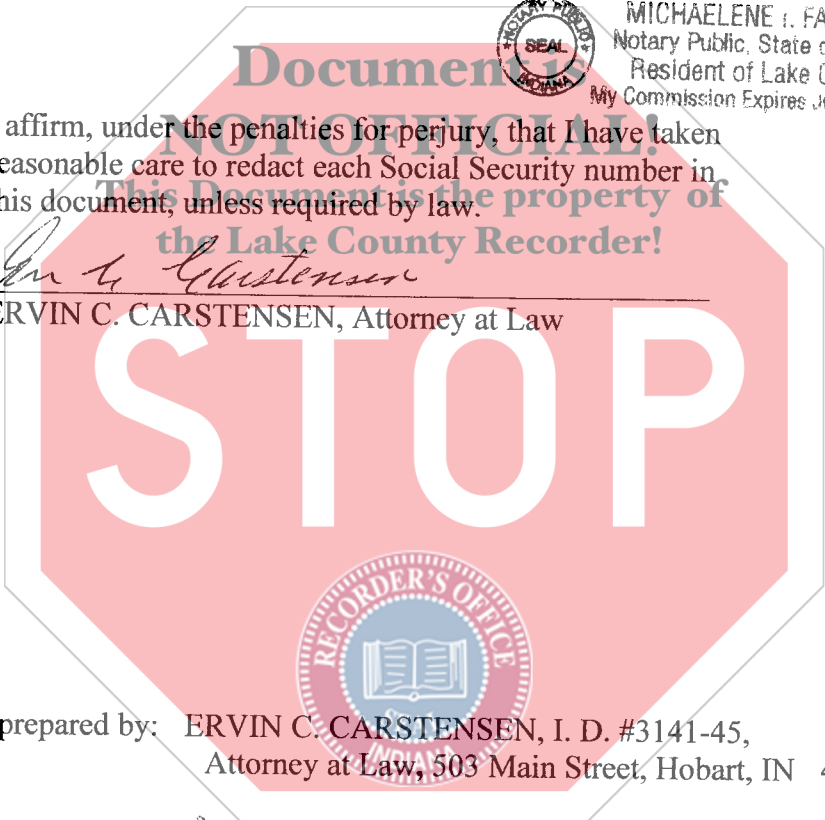 MICHAELENE
NOTARY PUBLIC
SEAL
INDIANA
Notary Public, State
Resident of Lake
My Commission Expires
Document is
NOT OFFICIAL!
This Document is the property of
the Lake County Recorder!
affirm, under the penalties for perjury, that I have taken
easonable care to redact each Social Security number in
his document, unless required by law.
Carstensen
ERVIN C. CARSTENSEN, Attorney at Law
STOP
RECORDER'S OFFICE
SEAL
INDIANA
prepared by: ERVIN C. CARSTENSEN, I. D. #3141-45,
Attorney at Law, 503 Main Street, Hobart, IN